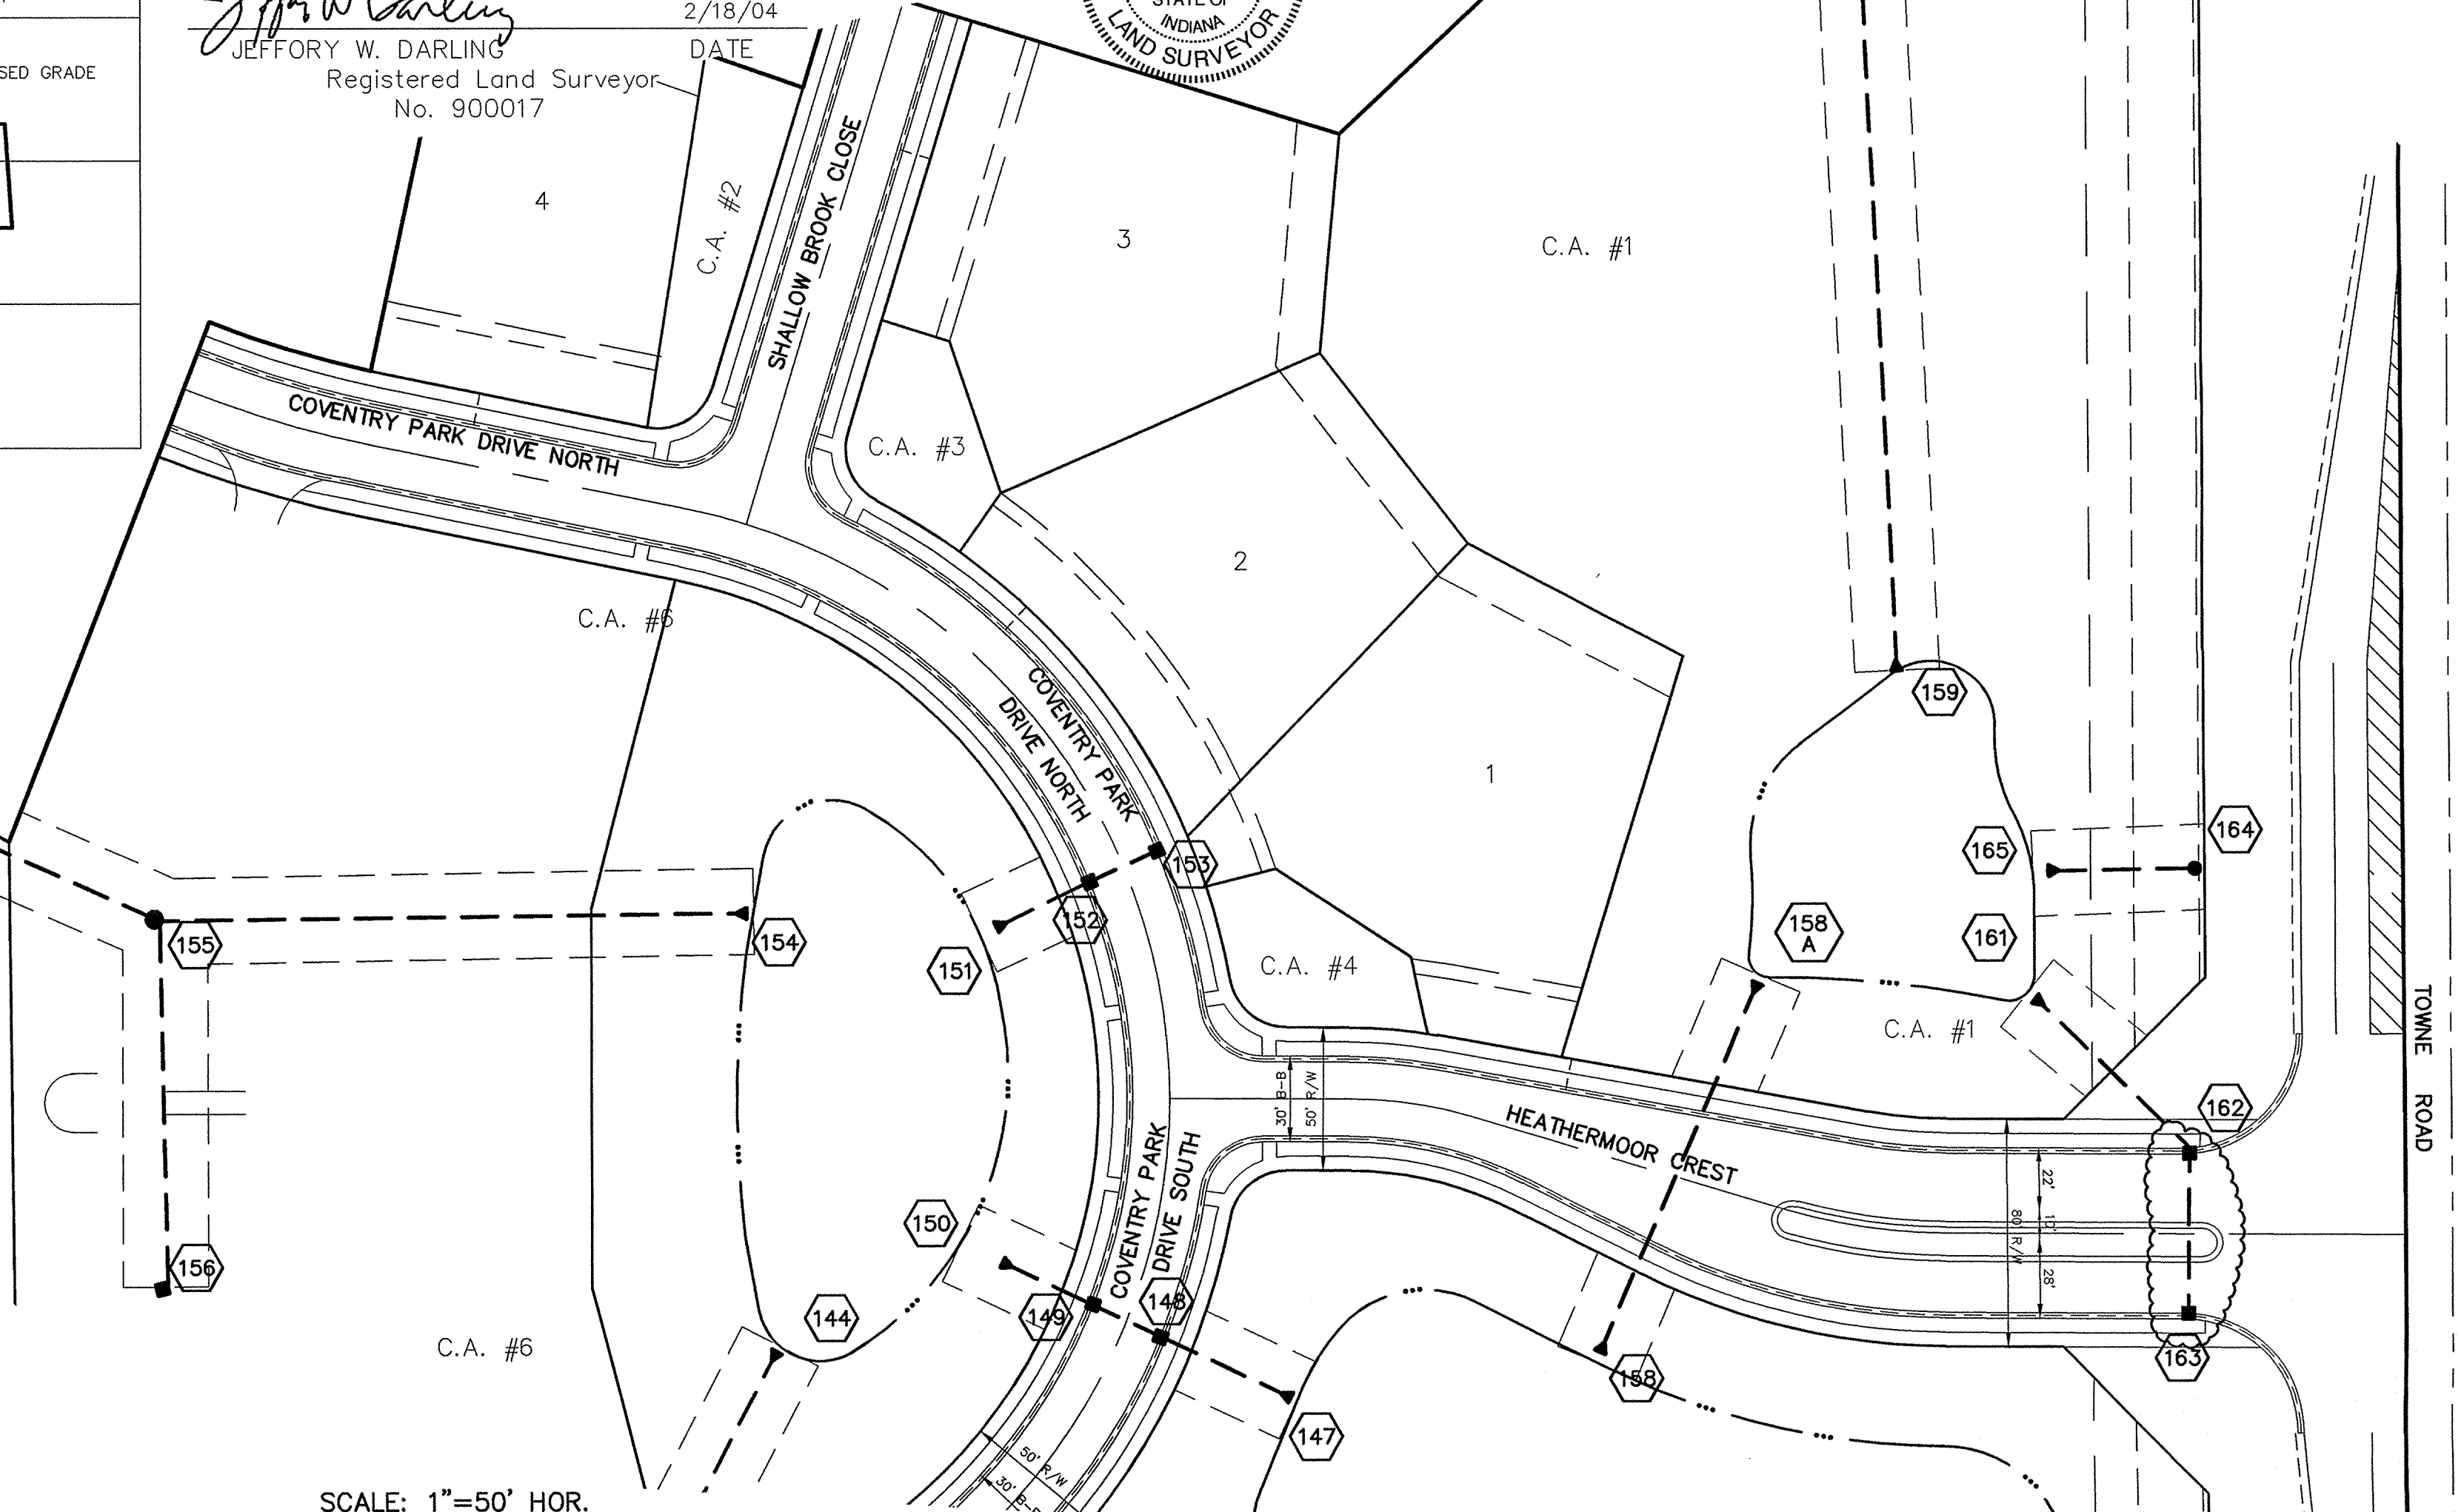 2/18/04
JEFFORY W. DARLING
DATE
Registered Land Surveyor
No. 900017
SED GRADE
STATE OF
INDIANA
LAND SURVEYOR
4
C.A. #2
SHALLOW BROOK CLOSE
3
C.A. #1
COVENTRY PARK DRIVE NORTH
C.A. #3
2
C.A. #6
COVENTRY PARK
DRIVE NORTH
1
159
164
165
153
152
158
A
161
155
154
151
C.A. #4
C.A. #1
TOWNE ROAD
30' B-B
50' R/W
HEATHERMOOR CREST
162
COVENTRY PARK
DRIVE SOUTH
22'
10'
80' R/W
28'
150
156
144
149
148
C.A. #6
163
158
147
50' R/W
30' B-B
SCALE: 1"=50' HOR.